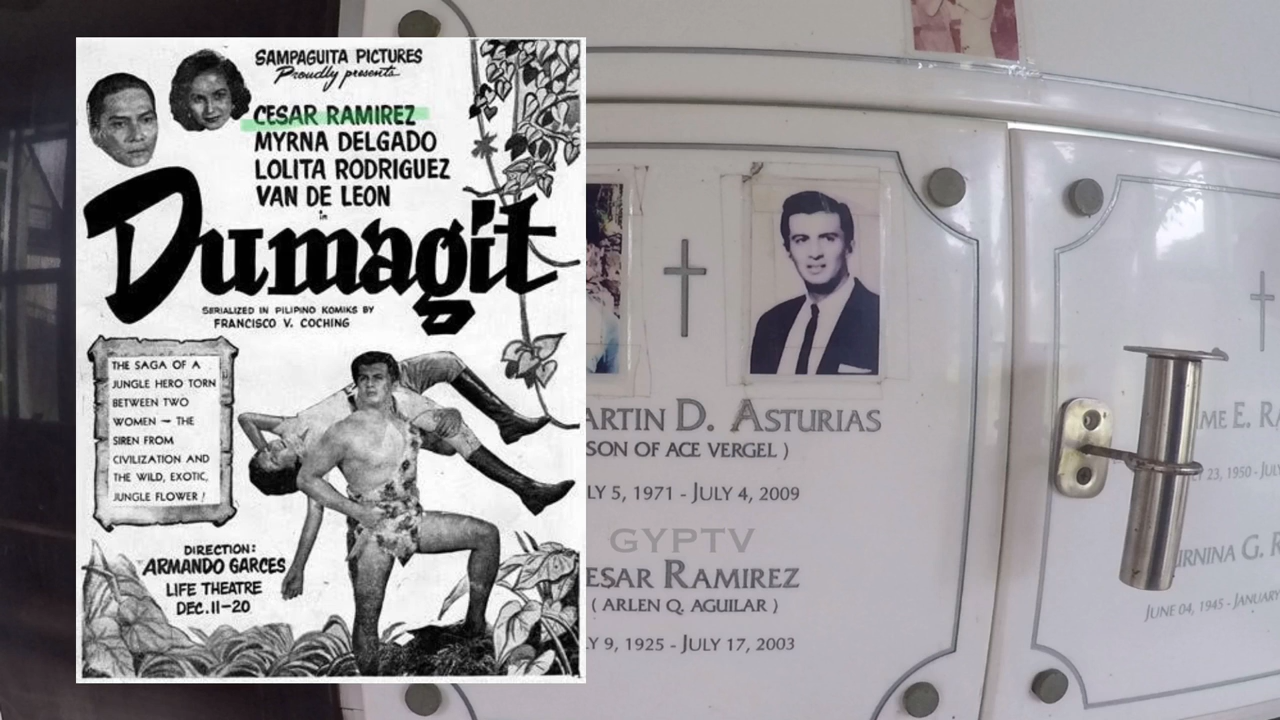 SAMPAGUITA PICTURES
Proudly presents
CESAR RAMIREZ
MYRNA DELGADO
LOLITA RODRIGUEZ
VAN DE LEON
in
Dumagit
SERIALIZED IN PILIPINO KOMIKS BY
FRANCISCO V. COCHING
THE SAGA OF A
JUNGLE HERO TORN
BETWEEN TWO
WOMEN — THE
SIREN FROM
CIVILIZATION AND
THE WILD, EXOTIC,
JUNGLE FLOWER!
DIRECTION:
ARMANDO GARCES
LIFE THEATRE
DEC. 11-20
ARTIN D. ASTURIAS
SON OF ACE VERGEL )
LY 5, 1971 - JULY 4, 2009
GYPTV
ESAR RAMIREZ
( ARLEN Q. AGUILAR )
Y 9, 1925 - JULY 17, 2003
ME E. R
23, 1950 - JUL
RNINA G. R
JUNE 04, 1945 - JANUARY